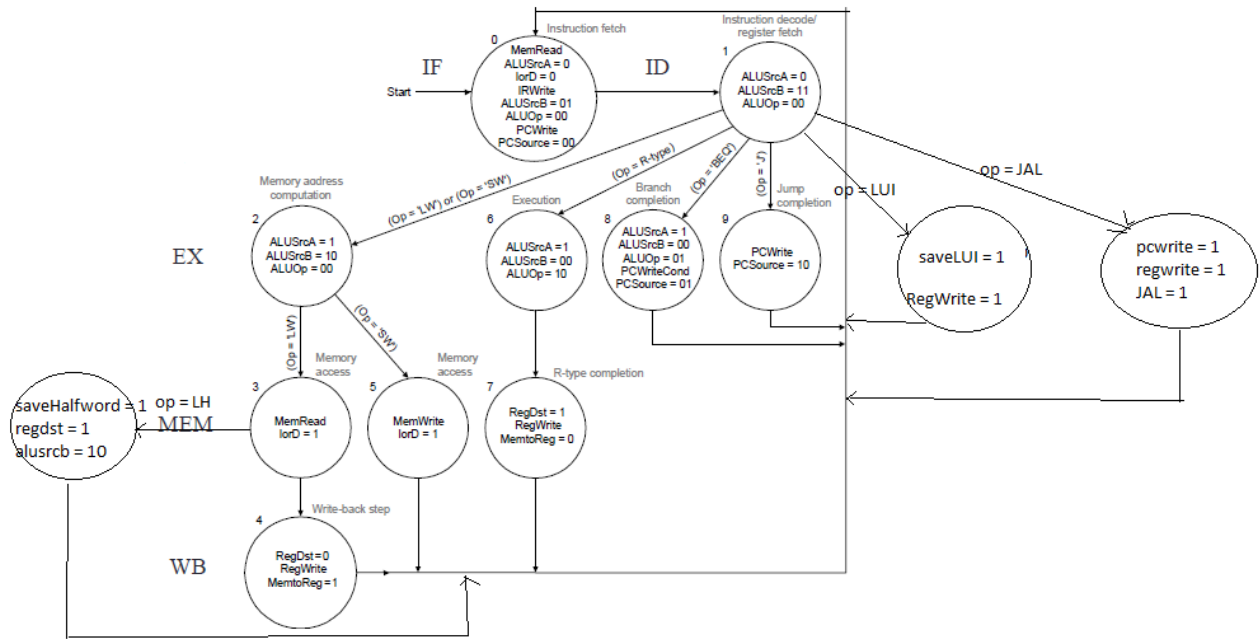 Instruction fetch
0
MemRead
ALUSrcA = 0
IorD = 0
IRWrite
ALUSrcB = 01
ALUOp = 00
PCWrite
PCSource = 00
IF
Start
ID
Instruction decode/
register fetch
1
ALUSrcA = 0
ALUSrcB = 11
ALUOp = 00
(Op = 'LW') or (Op = 'SW')
(Op = R-type)
(Op = 'BEQ')
(Op = 'J')
op = LUI
op = JAL
EX
Memory address
computation
2
ALUSrcA = 1
ALUSrcB = 10
ALUOp = 00
Execution
6
ALUSrcA = 1
ALUSrcB = 00
ALUOp = 10
Branch
completion
8
ALUSrcA = 1
ALUSrcB = 00
ALUOp = 01
PCWriteCond
PCSource = 01
Jump
completion
9
PCWrite
PCSource = 10
saveLUI = 1
RegWrite = 1
pcwrite = 1
regwrite = 1
JAL = 1
(Op = 'LW')
(Op = 'SW')
saveHalfword = 1
regdst = 1
alusrcb = 10
op = LH
MEM
Memory
access
3
MemRead
IorD = 1
Memory
access
5
MemWrite
IorD = 1
R-type completion
7
RegDst = 1
RegWrite
MemtoReg = 0
WB
Write-back step
4
RegDst = 0
RegWrite
MemtoReg = 1